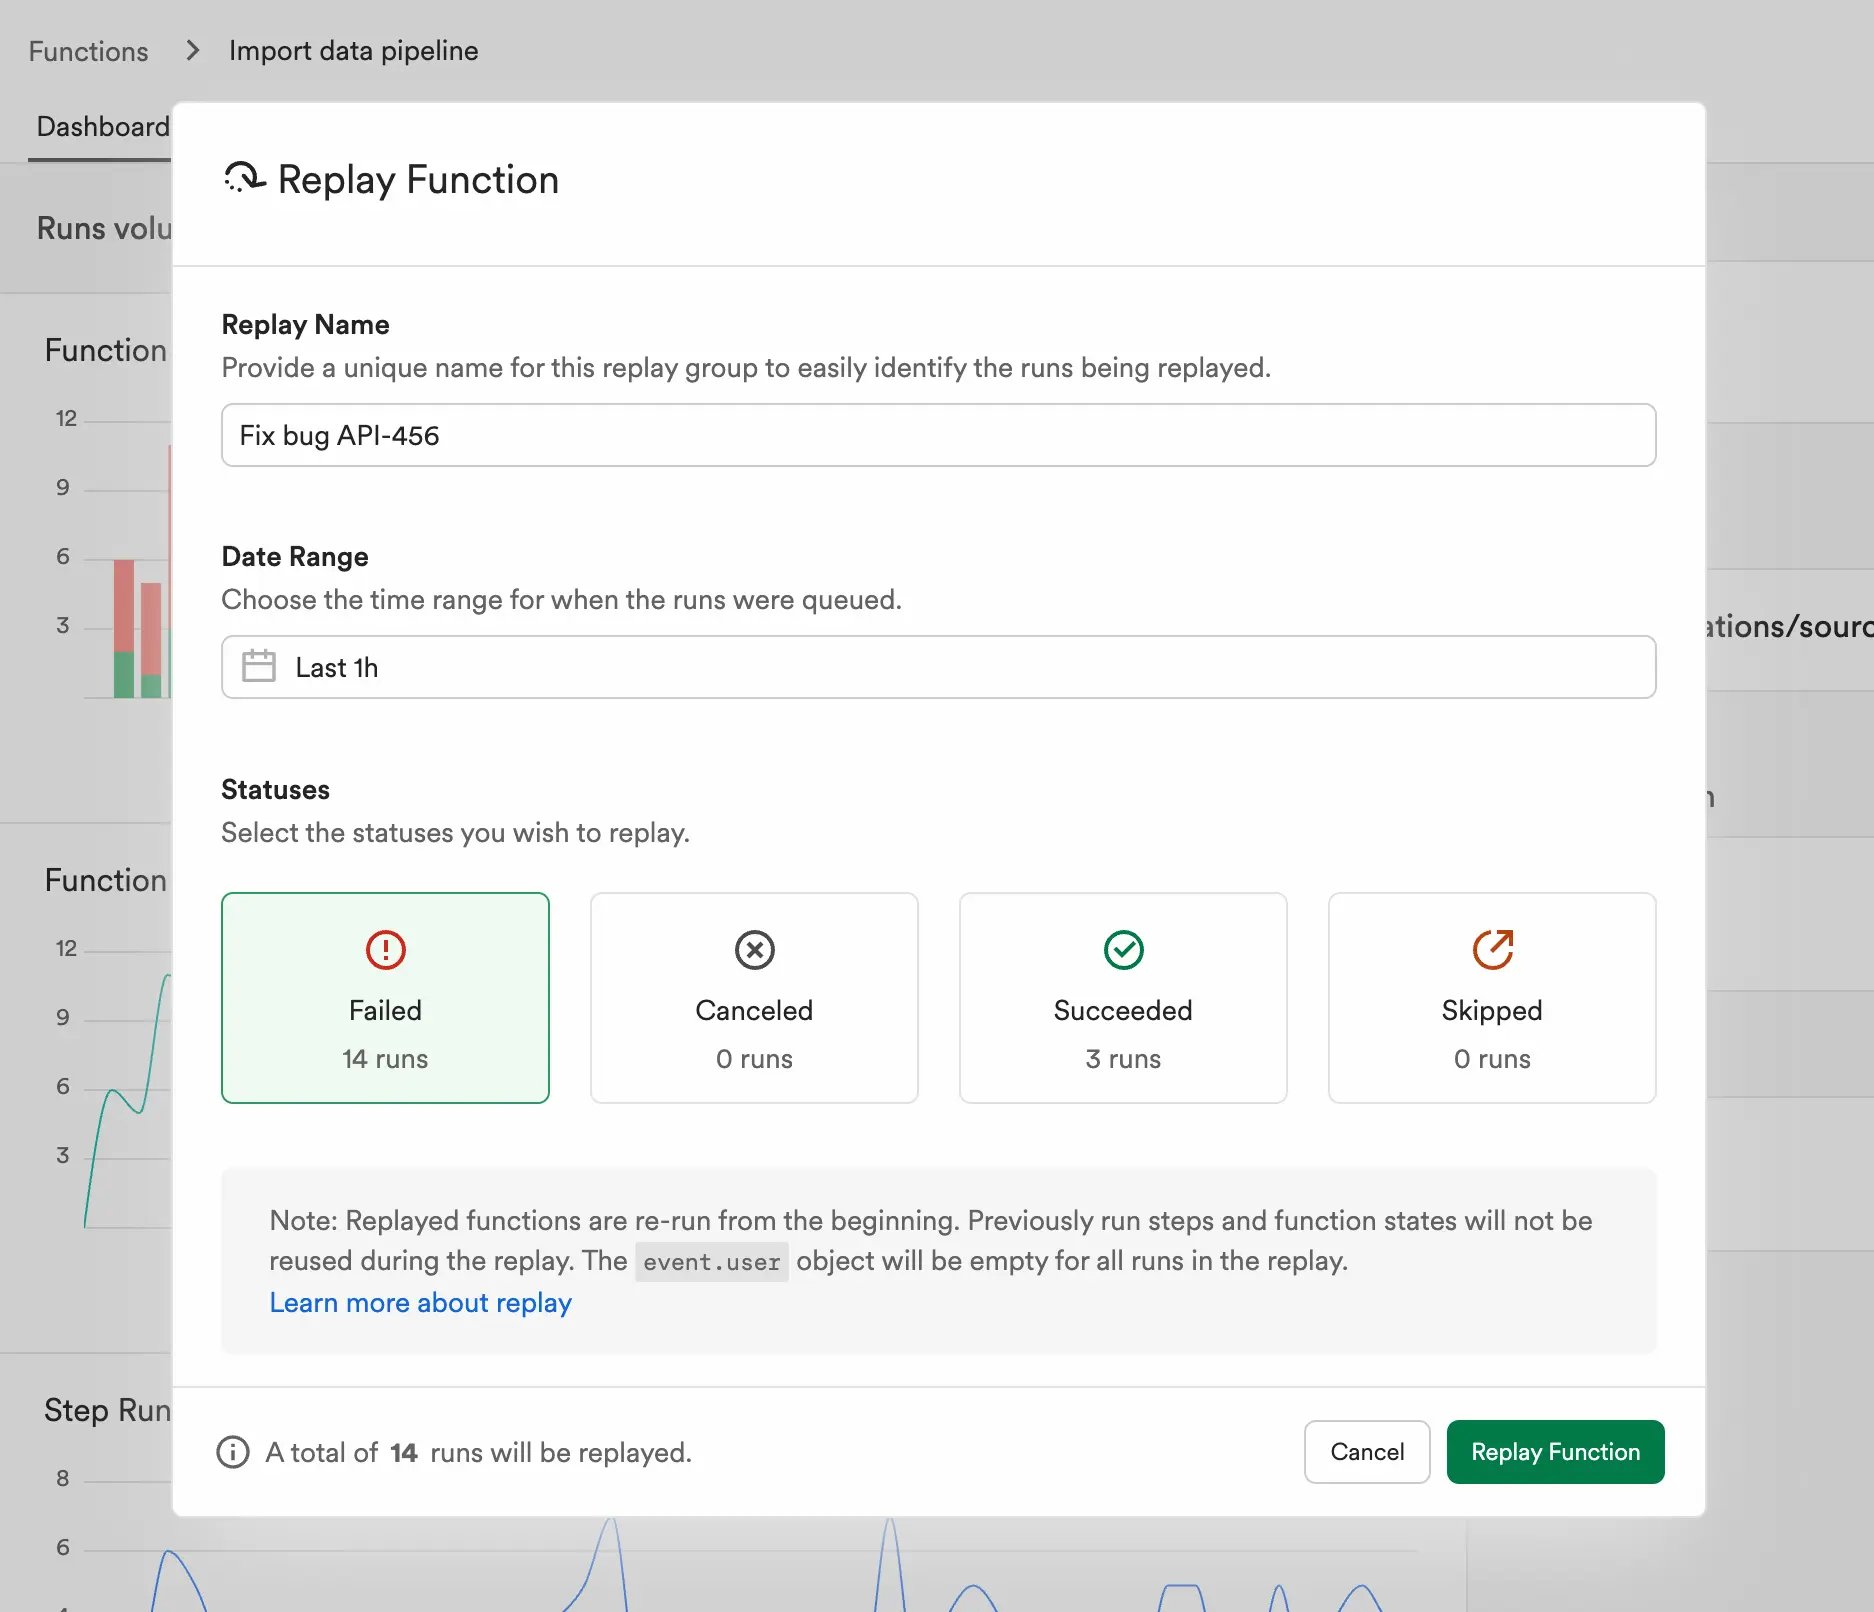 Functions > Import data pipeline
Dashboard
Replay Function
Runs volu
Replay Name
Provide a unique name for this replay group to easily identify the runs being replayed.
Fix bug API-456
Function
12
9
6
3
Date Range
Choose the time range for when the runs were queued.
Last 1h
ations/sourc
Statuses
Select the statuses you wish to replay.
Failed
14 runs
Canceled
0 runs
Succeeded
3 runs
Skipped
0 runs
Function
12
9
6
3
Note: Replayed functions are re-run from the beginning. Previously run steps and function states will not be
reused during the replay. The event.user object will be empty for all runs in the replay.
Learn more about replay
Step Run
A total of 14 runs will be replayed.
Cancel
Replay Function
8
6